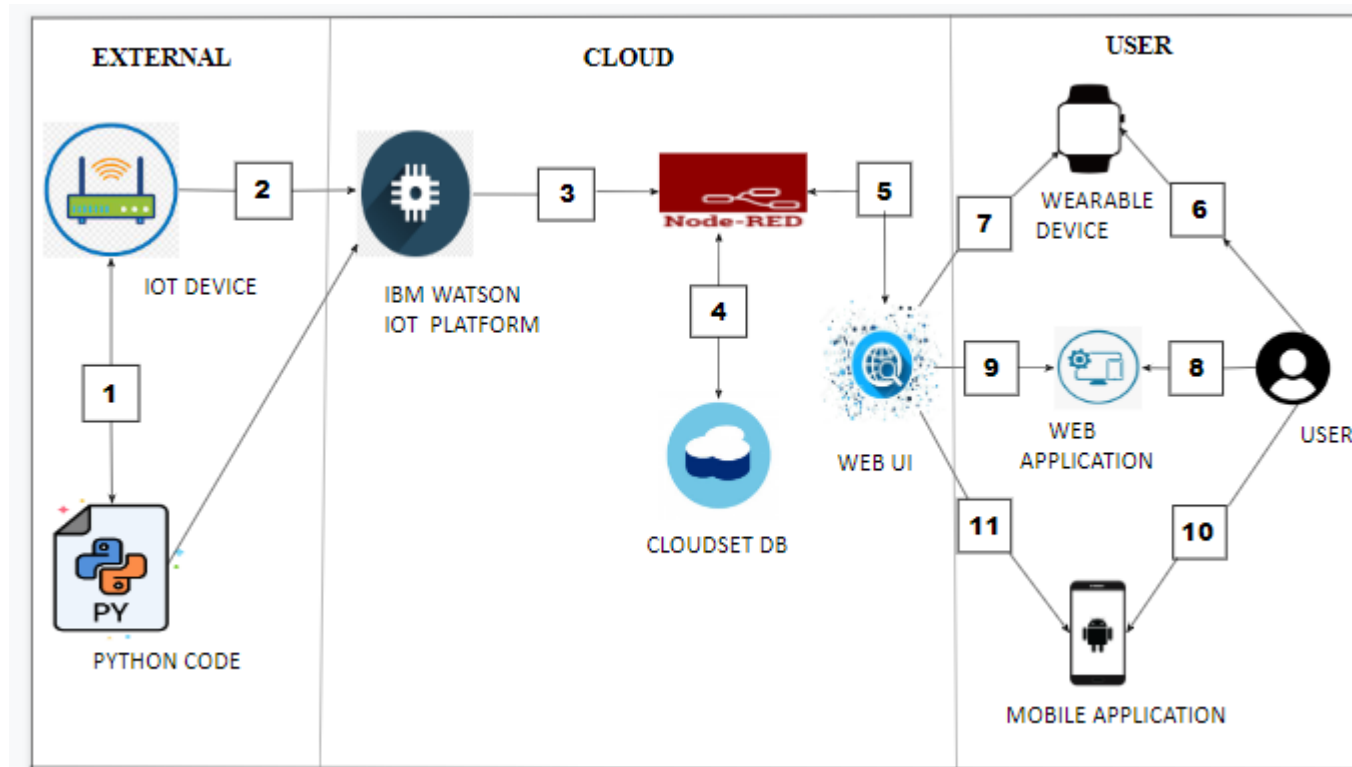 EXTERNAL
CLOUD
USER
2
3
5
7
6
Node-RED
WEARABLE
DEVICE
IOT DEVICE
IBM WATSON
IOT PLATFORM
4
1
9
8
WEB UI
WEB
APPLICATION
USER
CLOUDSET DB
11
10
PY
PYTHON CODE
MOBILE APPLICATION